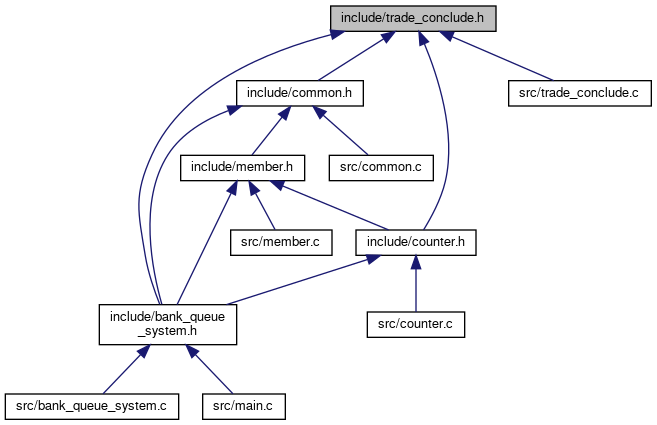 include/trade_conclude.h
include/common.h
src/trade_conclude.c
include/member.h
src/common.c
src/member.c
include/counter.h
include/bank_queue
_system.h
src/counter.c
src/bank_queue_system.c
src/main.c